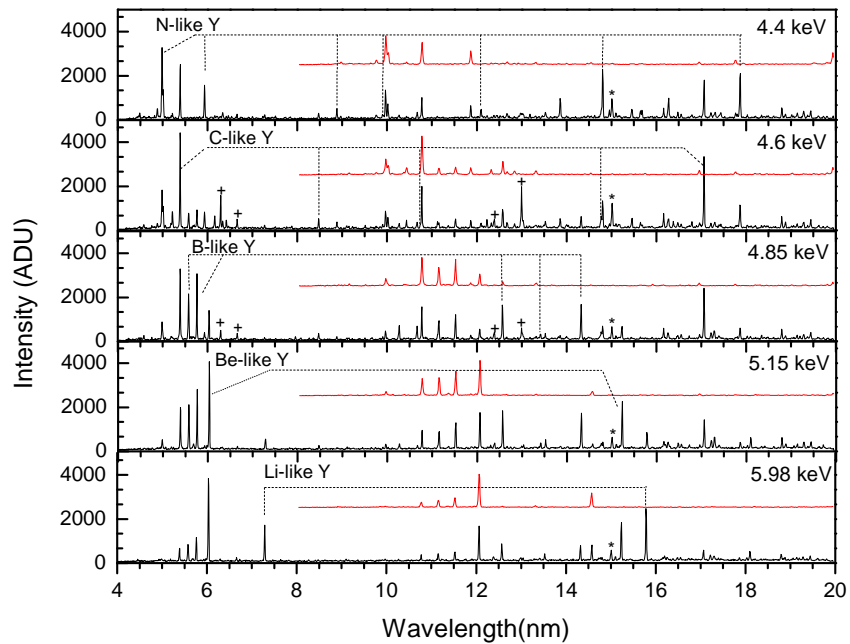 Intensity (ADU)
N-like Y
4.4 keV
4000
2000
0
*
C-like Y
4.6 keV
4000
2000
0
+
+
+
+
*
B-like Y
4.85 keV
4000
2000
0
+
+
+
+
*
Be-like Y
5.15 keV
4000
2000
0
*
Li-like Y
5.98 keV
4000
2000
0
*
4 6 8 10 12 14 16 18 20
Wavelength(nm)